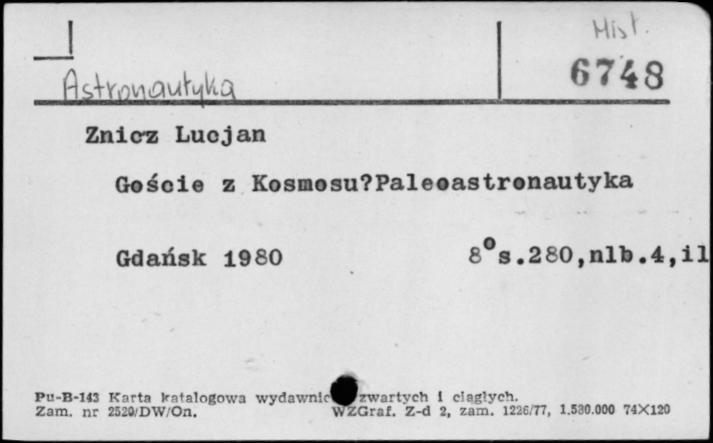 Hist.
6748
Astronautyka
Znicz Lucjan
Goście z Kosmosu?Paleoastronautyka
Gdańsk 1980 8°s.280,nlb.4,il
Pu-B-143 Karta katalogowa wydawnic zwartych i ciągłych.
Zam. nr 2520/DW/On. WZGraf. Z-d 2, zam. 1226/77, 1.530.000 74X120